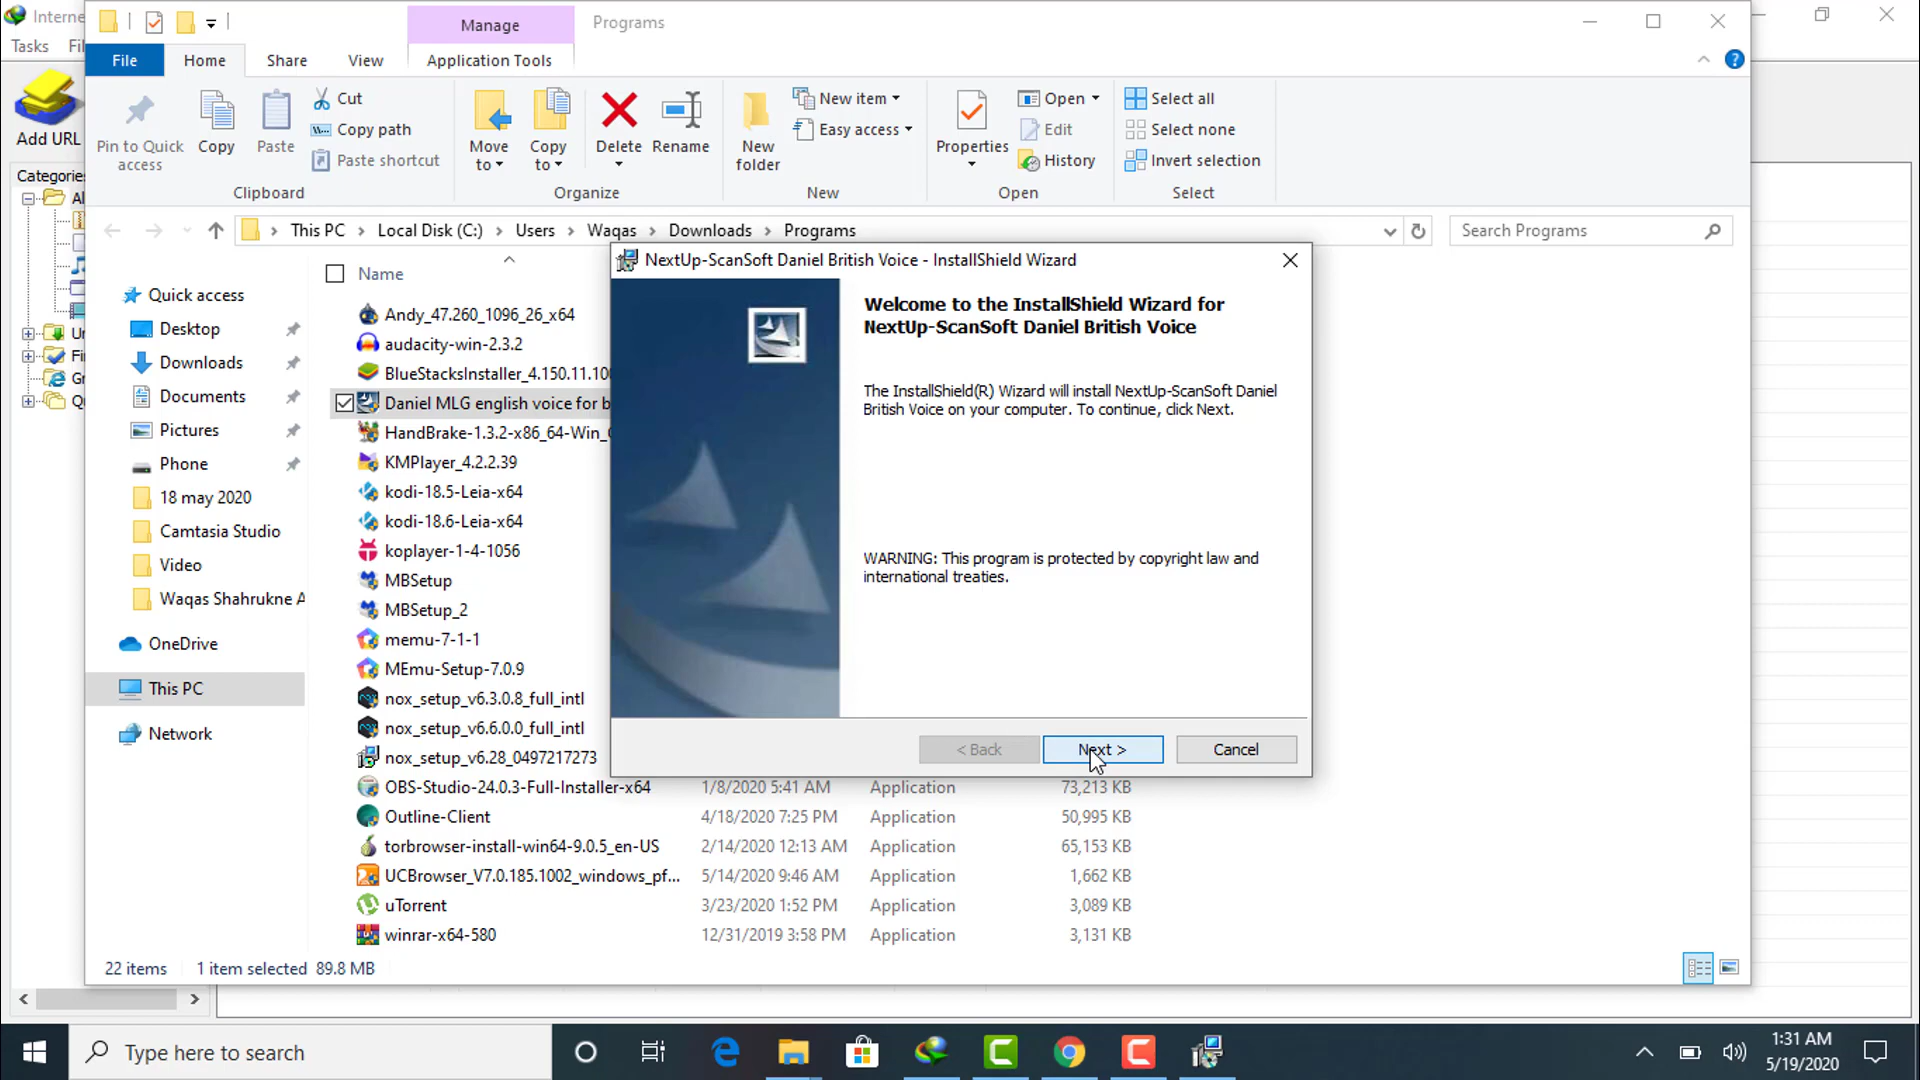 Interne
Manage
Programs
Tasks
Fil
File
Home
Share
View
Application Tools
Add URL
Pin to Quick access
Copy
Paste
Cut
Copy path
Paste shortcut
Move to
Copy to
Delete
Rename
New folder
New item
Easy access
Properties
Open
Edit
History
Select all
Select none
Invert selection
Clipboard
Organize
New
Open
Select
Categories
This PC > Local Disk (C:) > Users > Waqas > Downloads > Programs
Search Programs
Name
Quick access
Desktop
Downloads
Documents
Pictures
Phone
18 may 2020
Camtasia Studio
Video
Waqas Shahrukne A
OneDrive
This PC
Network
Andy_47.260_1096_26_x64
audacity-win-2.3.2
BlueStacksInstaller_4.150.11.100
Daniel MLG english voice for b
HandBrake-1.3.2-x86_64-Win_
KMPlayer_4.2.2.39
kodi-18.5-Leia-x64
kodi-18.6-Leia-x64
koplayer-1-4-1056
MBSetup
MBSetup_2
memu-7-1-1
MEmu-Setup-7.0.9
nox_setup_v6.3.0.8_full_intl
nox_setup_v6.6.0.0_full_intl
nox_setup_v6.28_0497217273
OBS-Studio-24.0.3-Full-Installer-x64 1/8/2020 5:41 AM Application 73,213 KB
Outline-Client 4/18/2020 7:25 PM Application 50,995 KB
torbrowser-install-win64-9.0.5_en-US 2/14/2020 12:13 AM Application 65,153 KB
UCBrowser_V7.0.185.1002_windows_pf... 5/14/2020 9:46 AM Application 1,662 KB
uTorrent 3/23/2020 1:52 PM Application 3,089 KB
winrar-x64-580 12/31/2019 3:58 PM Application 3,131 KB
NextUp-ScanSoft Daniel British Voice - InstallShield Wizard
Welcome to the InstallShield Wizard for
NextUp-ScanSoft Daniel British Voice
The InstallShield(R) Wizard will install NextUp-ScanSoft Daniel
British Voice on your computer. To continue, click Next.
WARNING: This program is protected by copyright law and
international treaties.
< Back
Next >
Cancel
22 items
1 item selected 89.8 MB
Type here to search
1:31 AM
5/19/2020